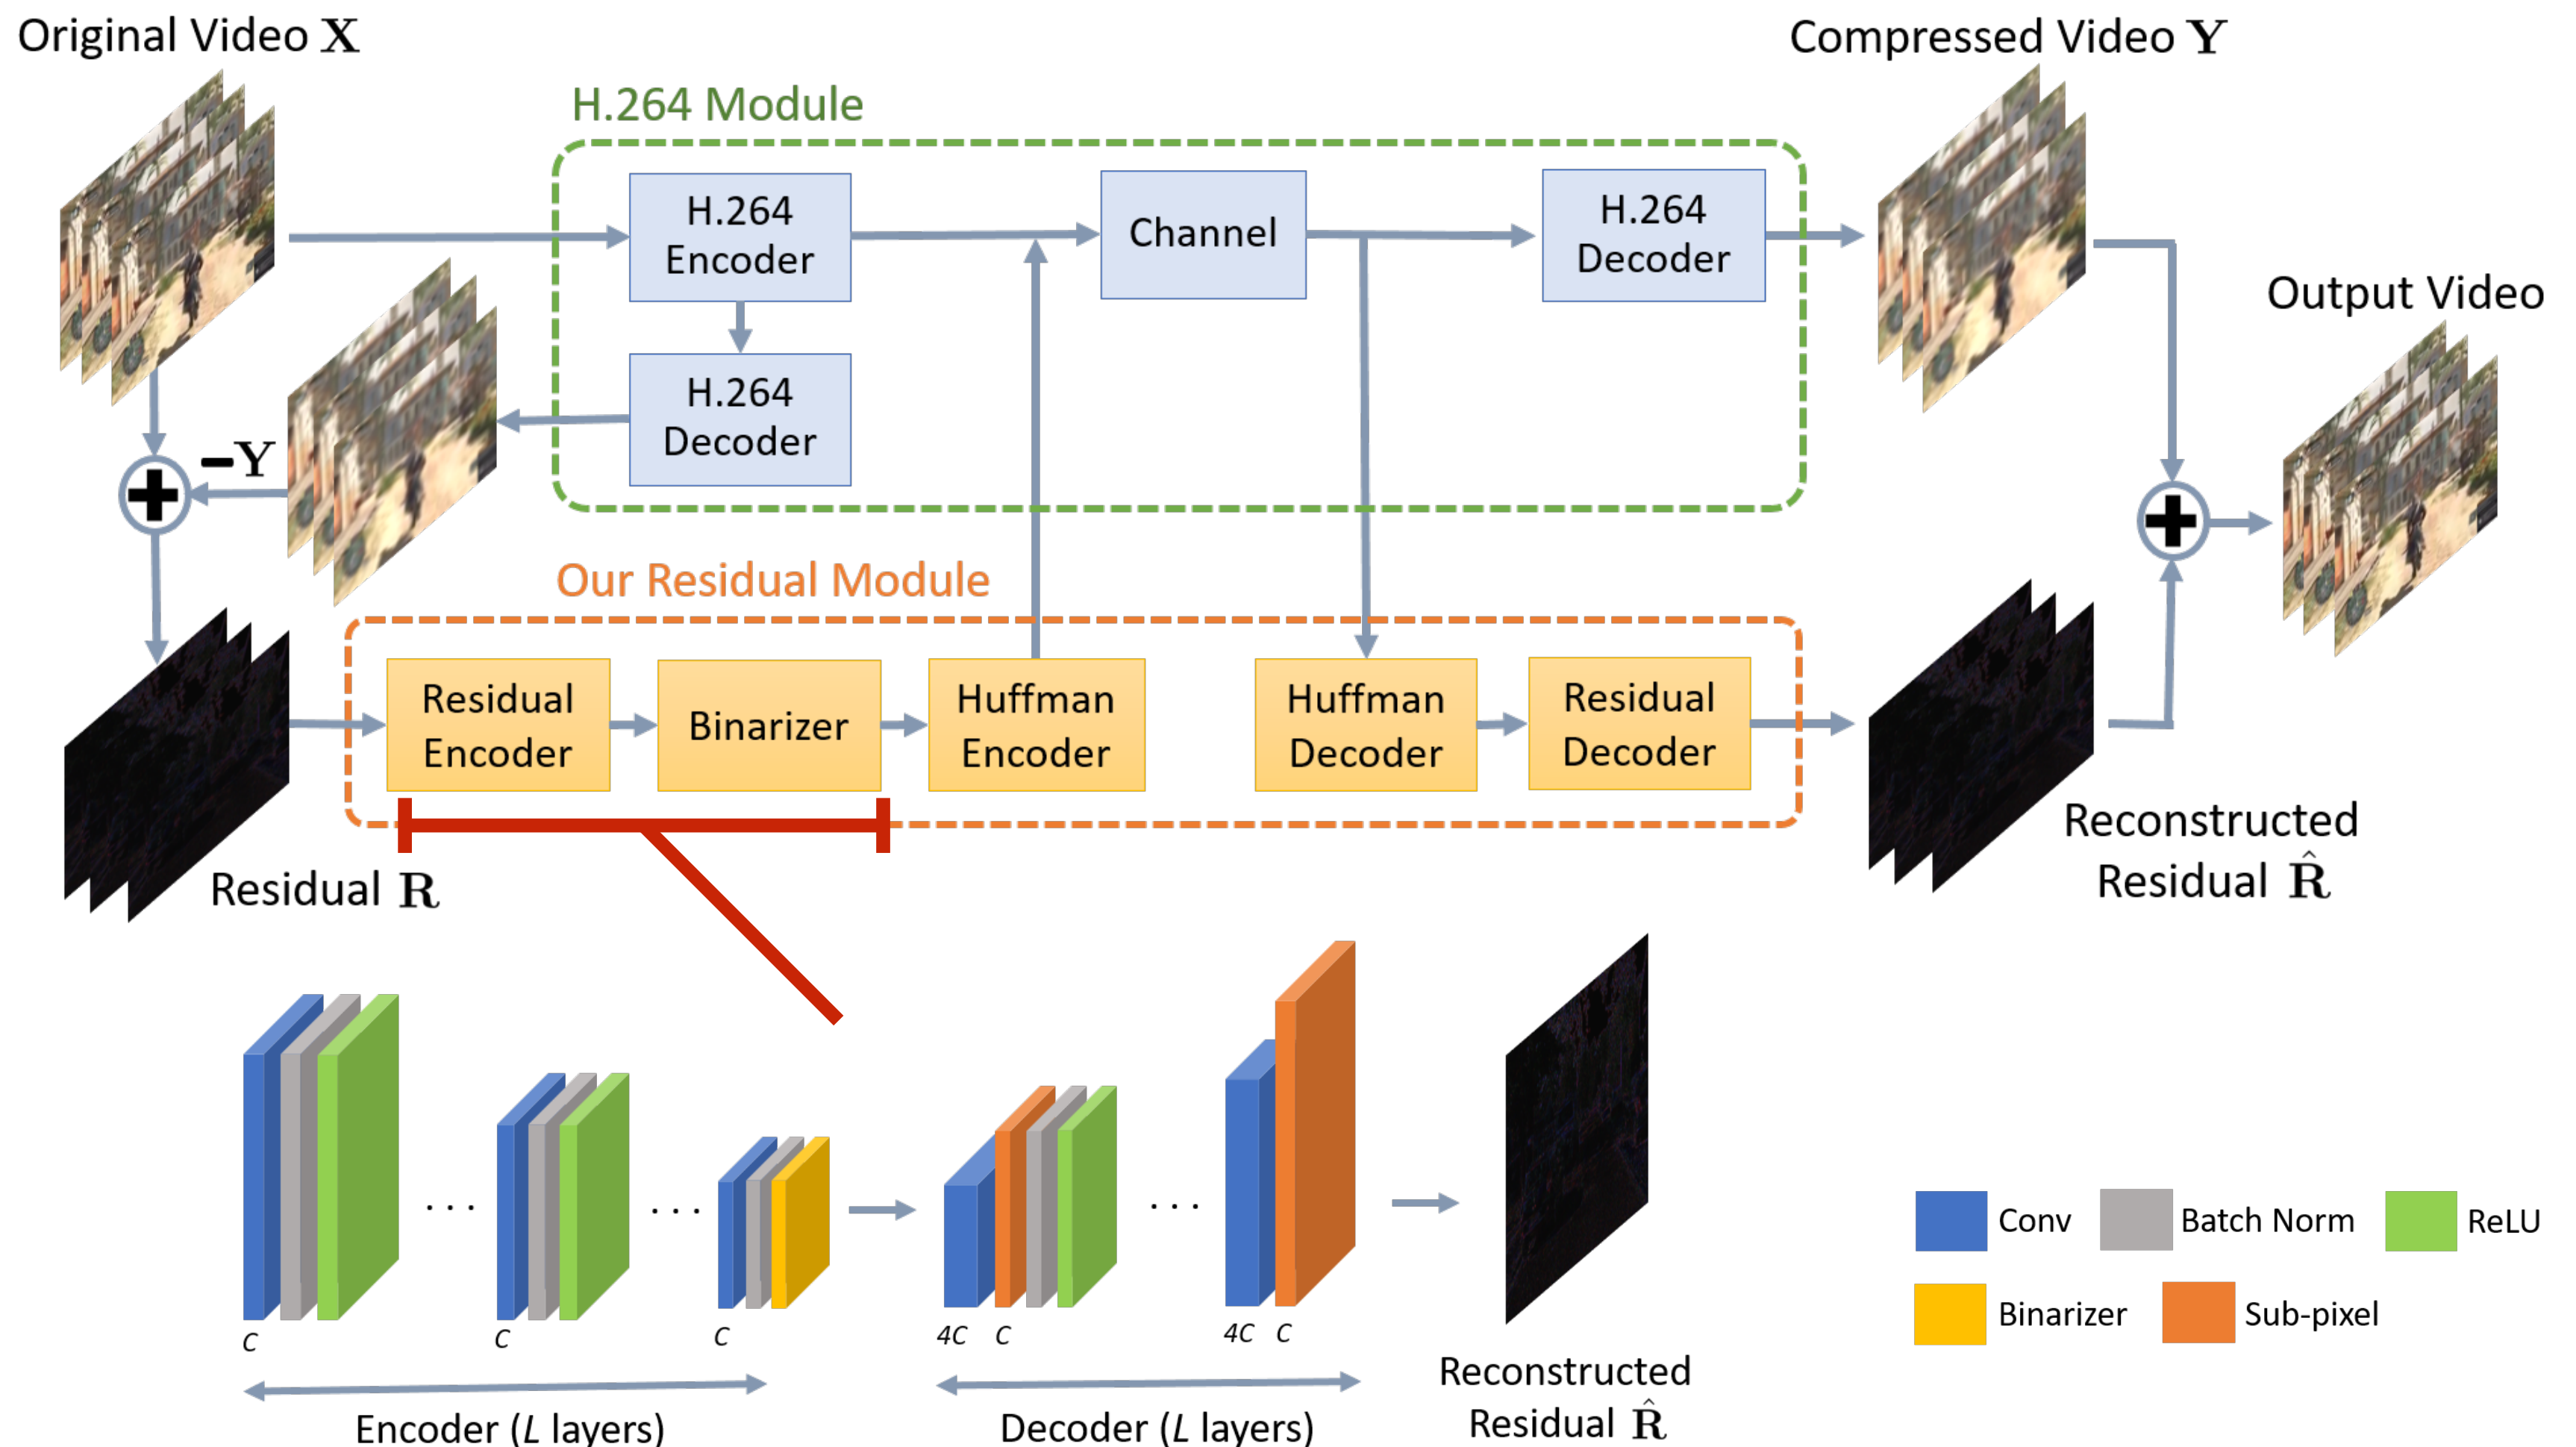 Original Video X
Compressed Video Y
H.264 Module
H.264
Encoder
Channel
H.264
Decoder
Output Video
H.264
Decoder
−Y
Our Residual Module
Residual
Encoder
Binarizer
Huffman
Encoder
Huffman
Decoder
Residual
Decoder
Residual R
Reconstructed
Residual R̂
. . .
. . .
. . .
C
C
C
4C
C
4C
C
Encoder (L layers)
Decoder (L layers)
Reconstructed
Residual R̂
Conv
Batch Norm
ReLU
Binarizer
Sub-pixel